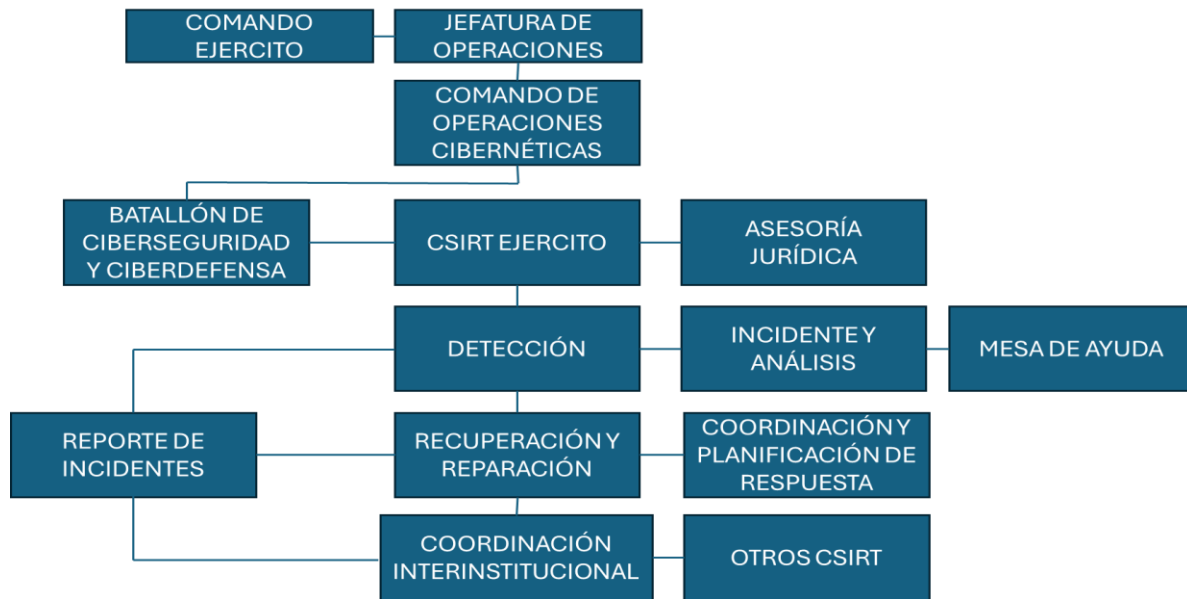 COMANDO
EJERCITO
JEFATURA DE
OPERACIONES
COMANDO DE
OPERACIONES
CIBERNÉTICAS
BATALLÓN DE
CIBERSEGURIDAD
Y CIBERDEFENSA
CSIRT EJERCITO
ASESORÍA
JURÍDICA
DETECCIÓN
INCIDENTE Y
ANÁLISIS
MESA DE AYUDA
REPORTE DE
INCIDENTES
RECUPERACIÓN Y
REPARACIÓN
COORDINACIÓN Y
PLANIFICACIÓN DE
RESPUESTA
COORDINACIÓN
INTERINSTITUCIONAL
OTROS CSIRT